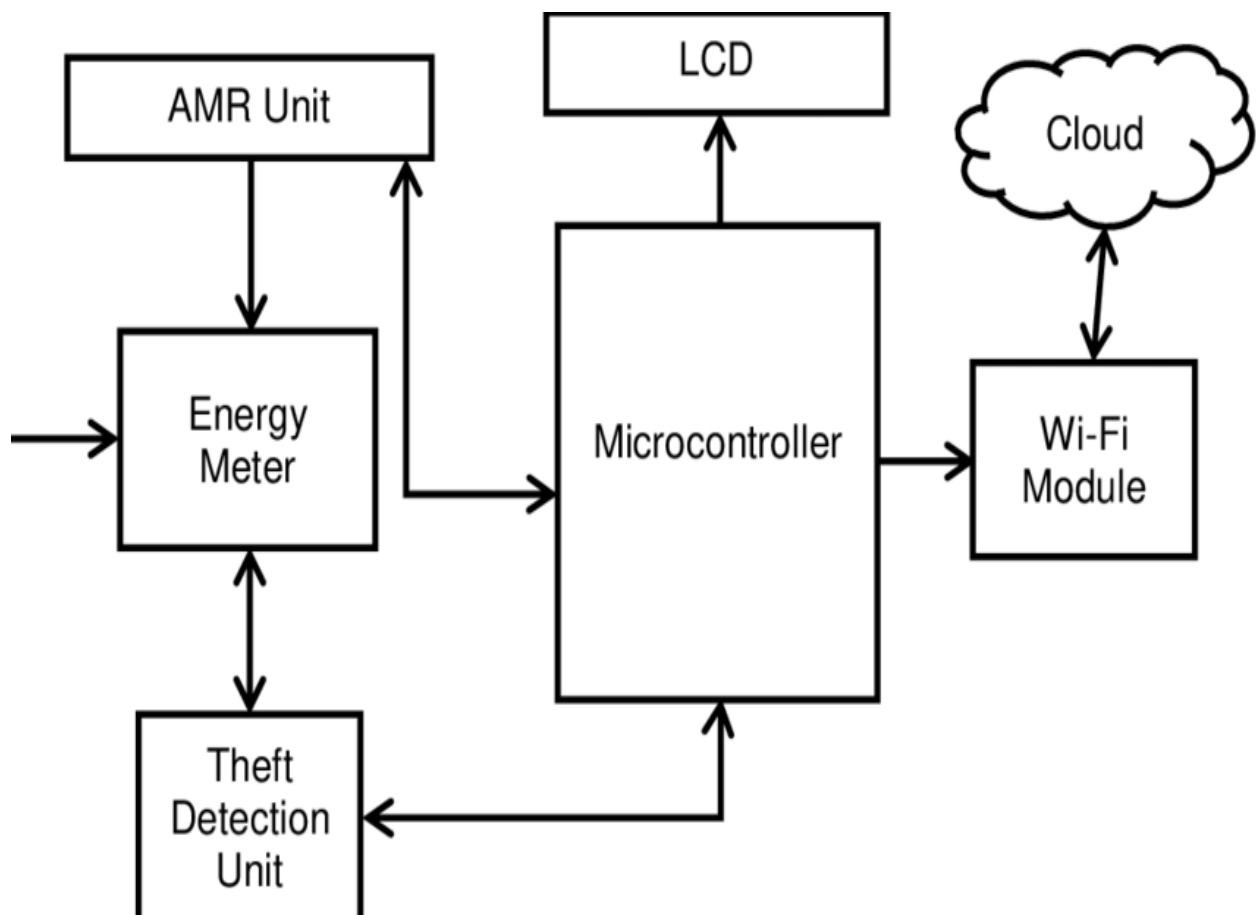 AMR Unit
LCD
Cloud
Energy
Meter
Microcontroller
Wi-Fi
Module
Theft
Detection
Unit